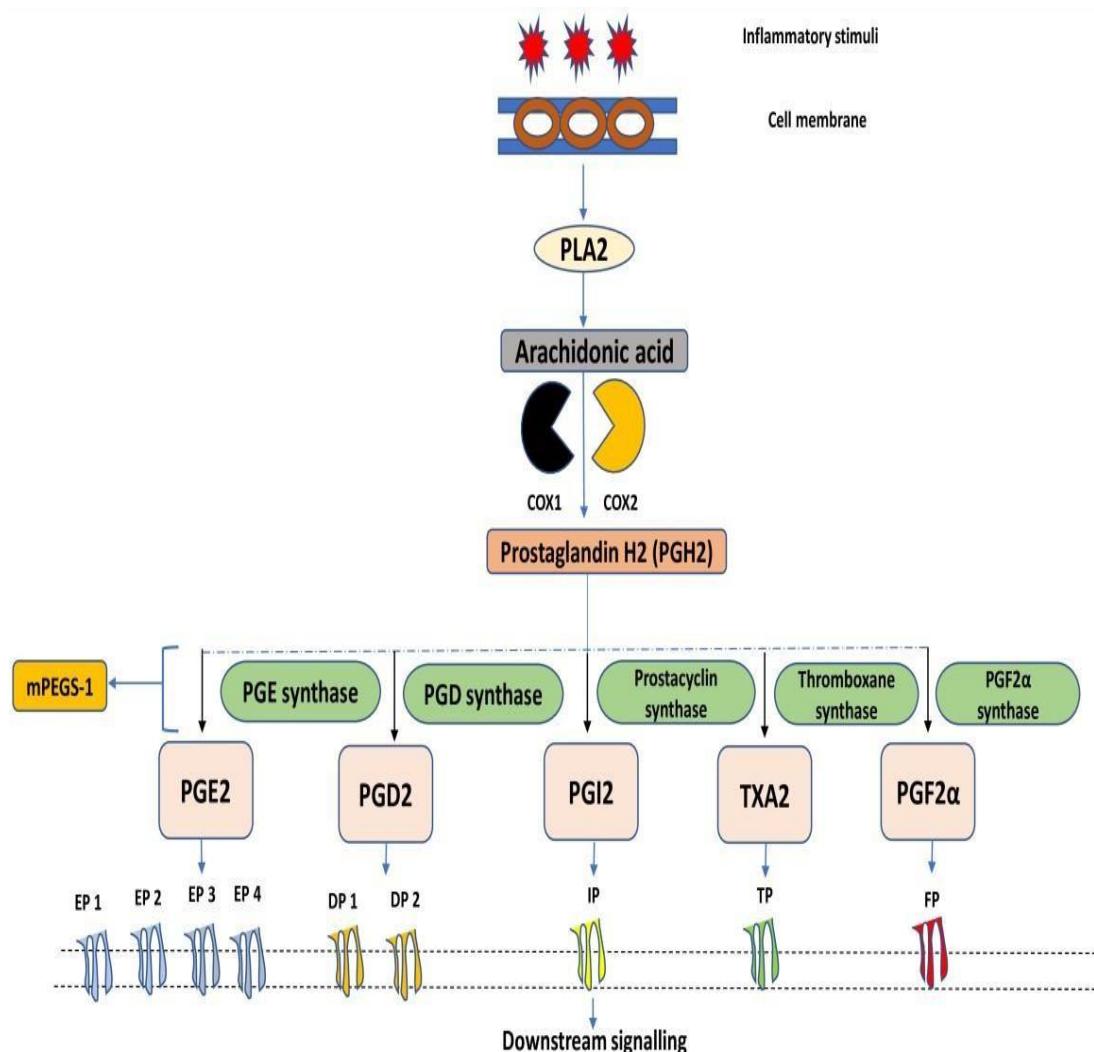 Inflammatory stimuli
Cell membrane
PLA2
Arachidonic acid
COX1
COX2
Prostaglandin H2 (PGH2)
mPEGS-1
PGE synthase
PGD synthase
Prostacyclin
synthase
Thromboxane
synthase
PGF2α
synthase
PGE2
PGD2
PGI2
TXA2
PGF2α
EP 1
EP 2
EP 3
EP 4
DP 1
DP 2
IP
TP
FP
Downstream signalling